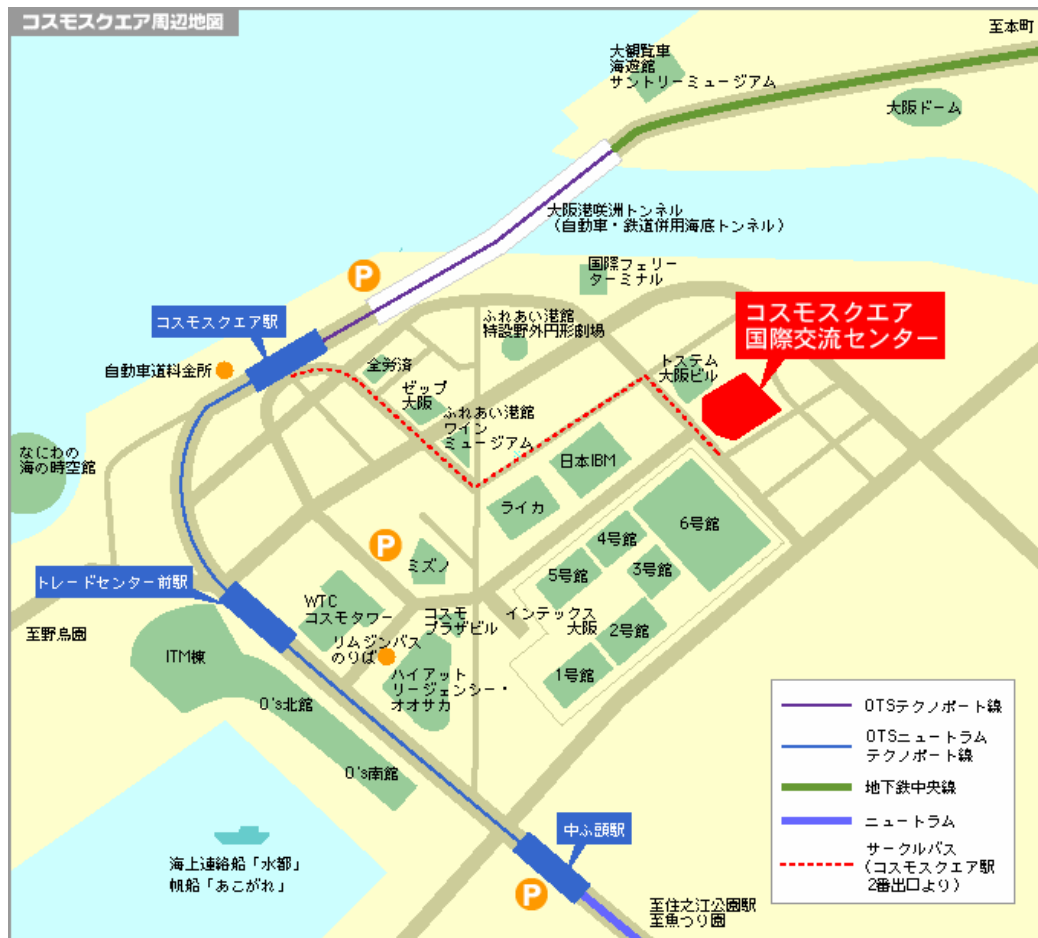 コスモスクエア周辺地図
至本町
大観覧車
海遊館
サントリーミュージアム
大阪ドーム
大阪港咲洲トンネル
(自動車・鉄道併用海底トンネル)
国際フェリー
ターミナル
P
コスモスクエア駅
ふれあい港館
特設野外円形劇場
コスモスクエア
国際交流センター
自動車道料金所
全労済
トステム
大阪ビル
ゼップ
大阪
ふれあい港館
ワイン
ミュージアム
なにわの
海の時空館
日本IBM
ライカ
6号館
4号館
P
ミズノ
5号館
3号館
トレードセンター前駅
WTC
コスモタワー
コスモ
プラザビル
インテックス
大阪
2号館
至野鳥園
リムジンバス
のりば
ITM棟
1号館
ハイアット
リージェンシー・
オオサカ
O's北館
O's南館
OTSテクノポート線
OTSニュートラム
テクノポート線
地下鉄中央線
ニュートラム
サークルバス
(コスモスクエア駅
2番出口より)
中ふ頭駅
海上連絡船「水都」
帆船「あこがれ」
P
至住之江公園駅
至魚つり園